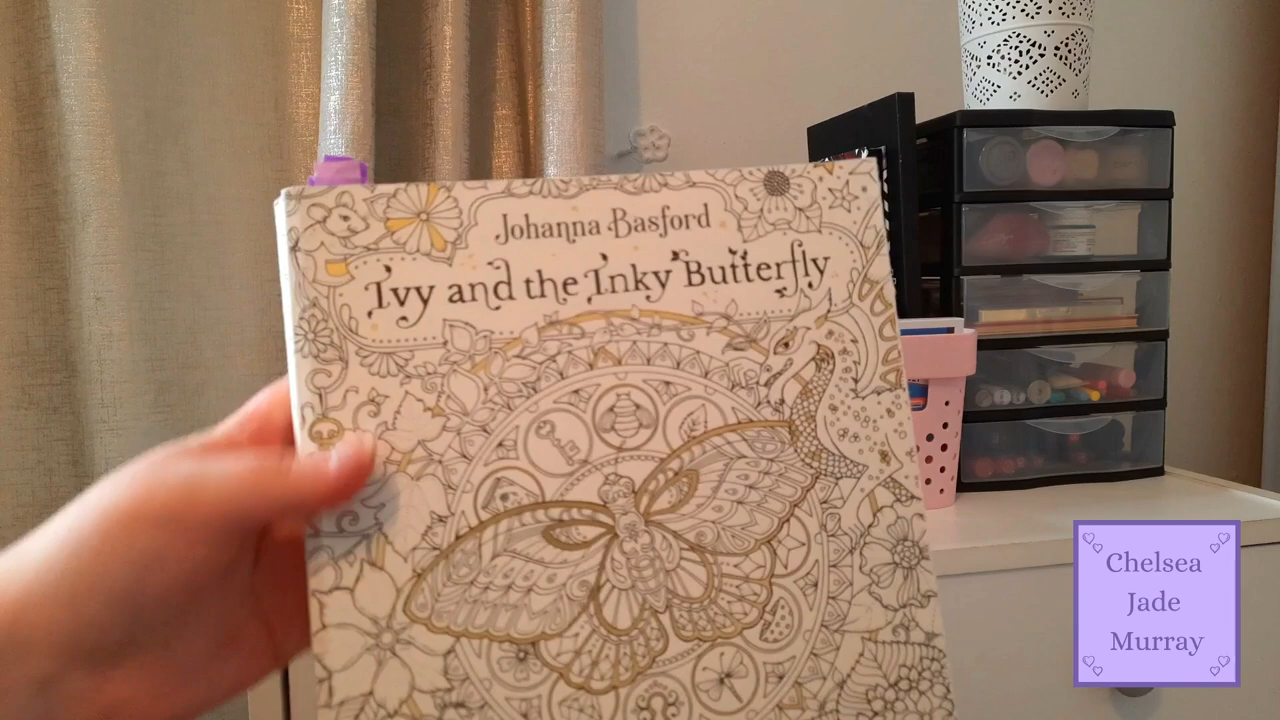 Johanna Basford
Ivy and the Inky Butterfly
Chelsea
Jade
Murray